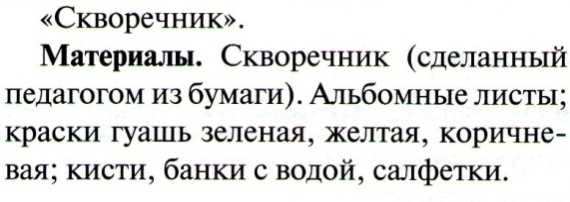 «Скворечник».
Материалы. Скворечник (сделанный
педагогом из бумаги). Альбомные листы;
краски гуашь зеленая, желтая, коричне-
вая; кисти, банки с водой, салфетки.